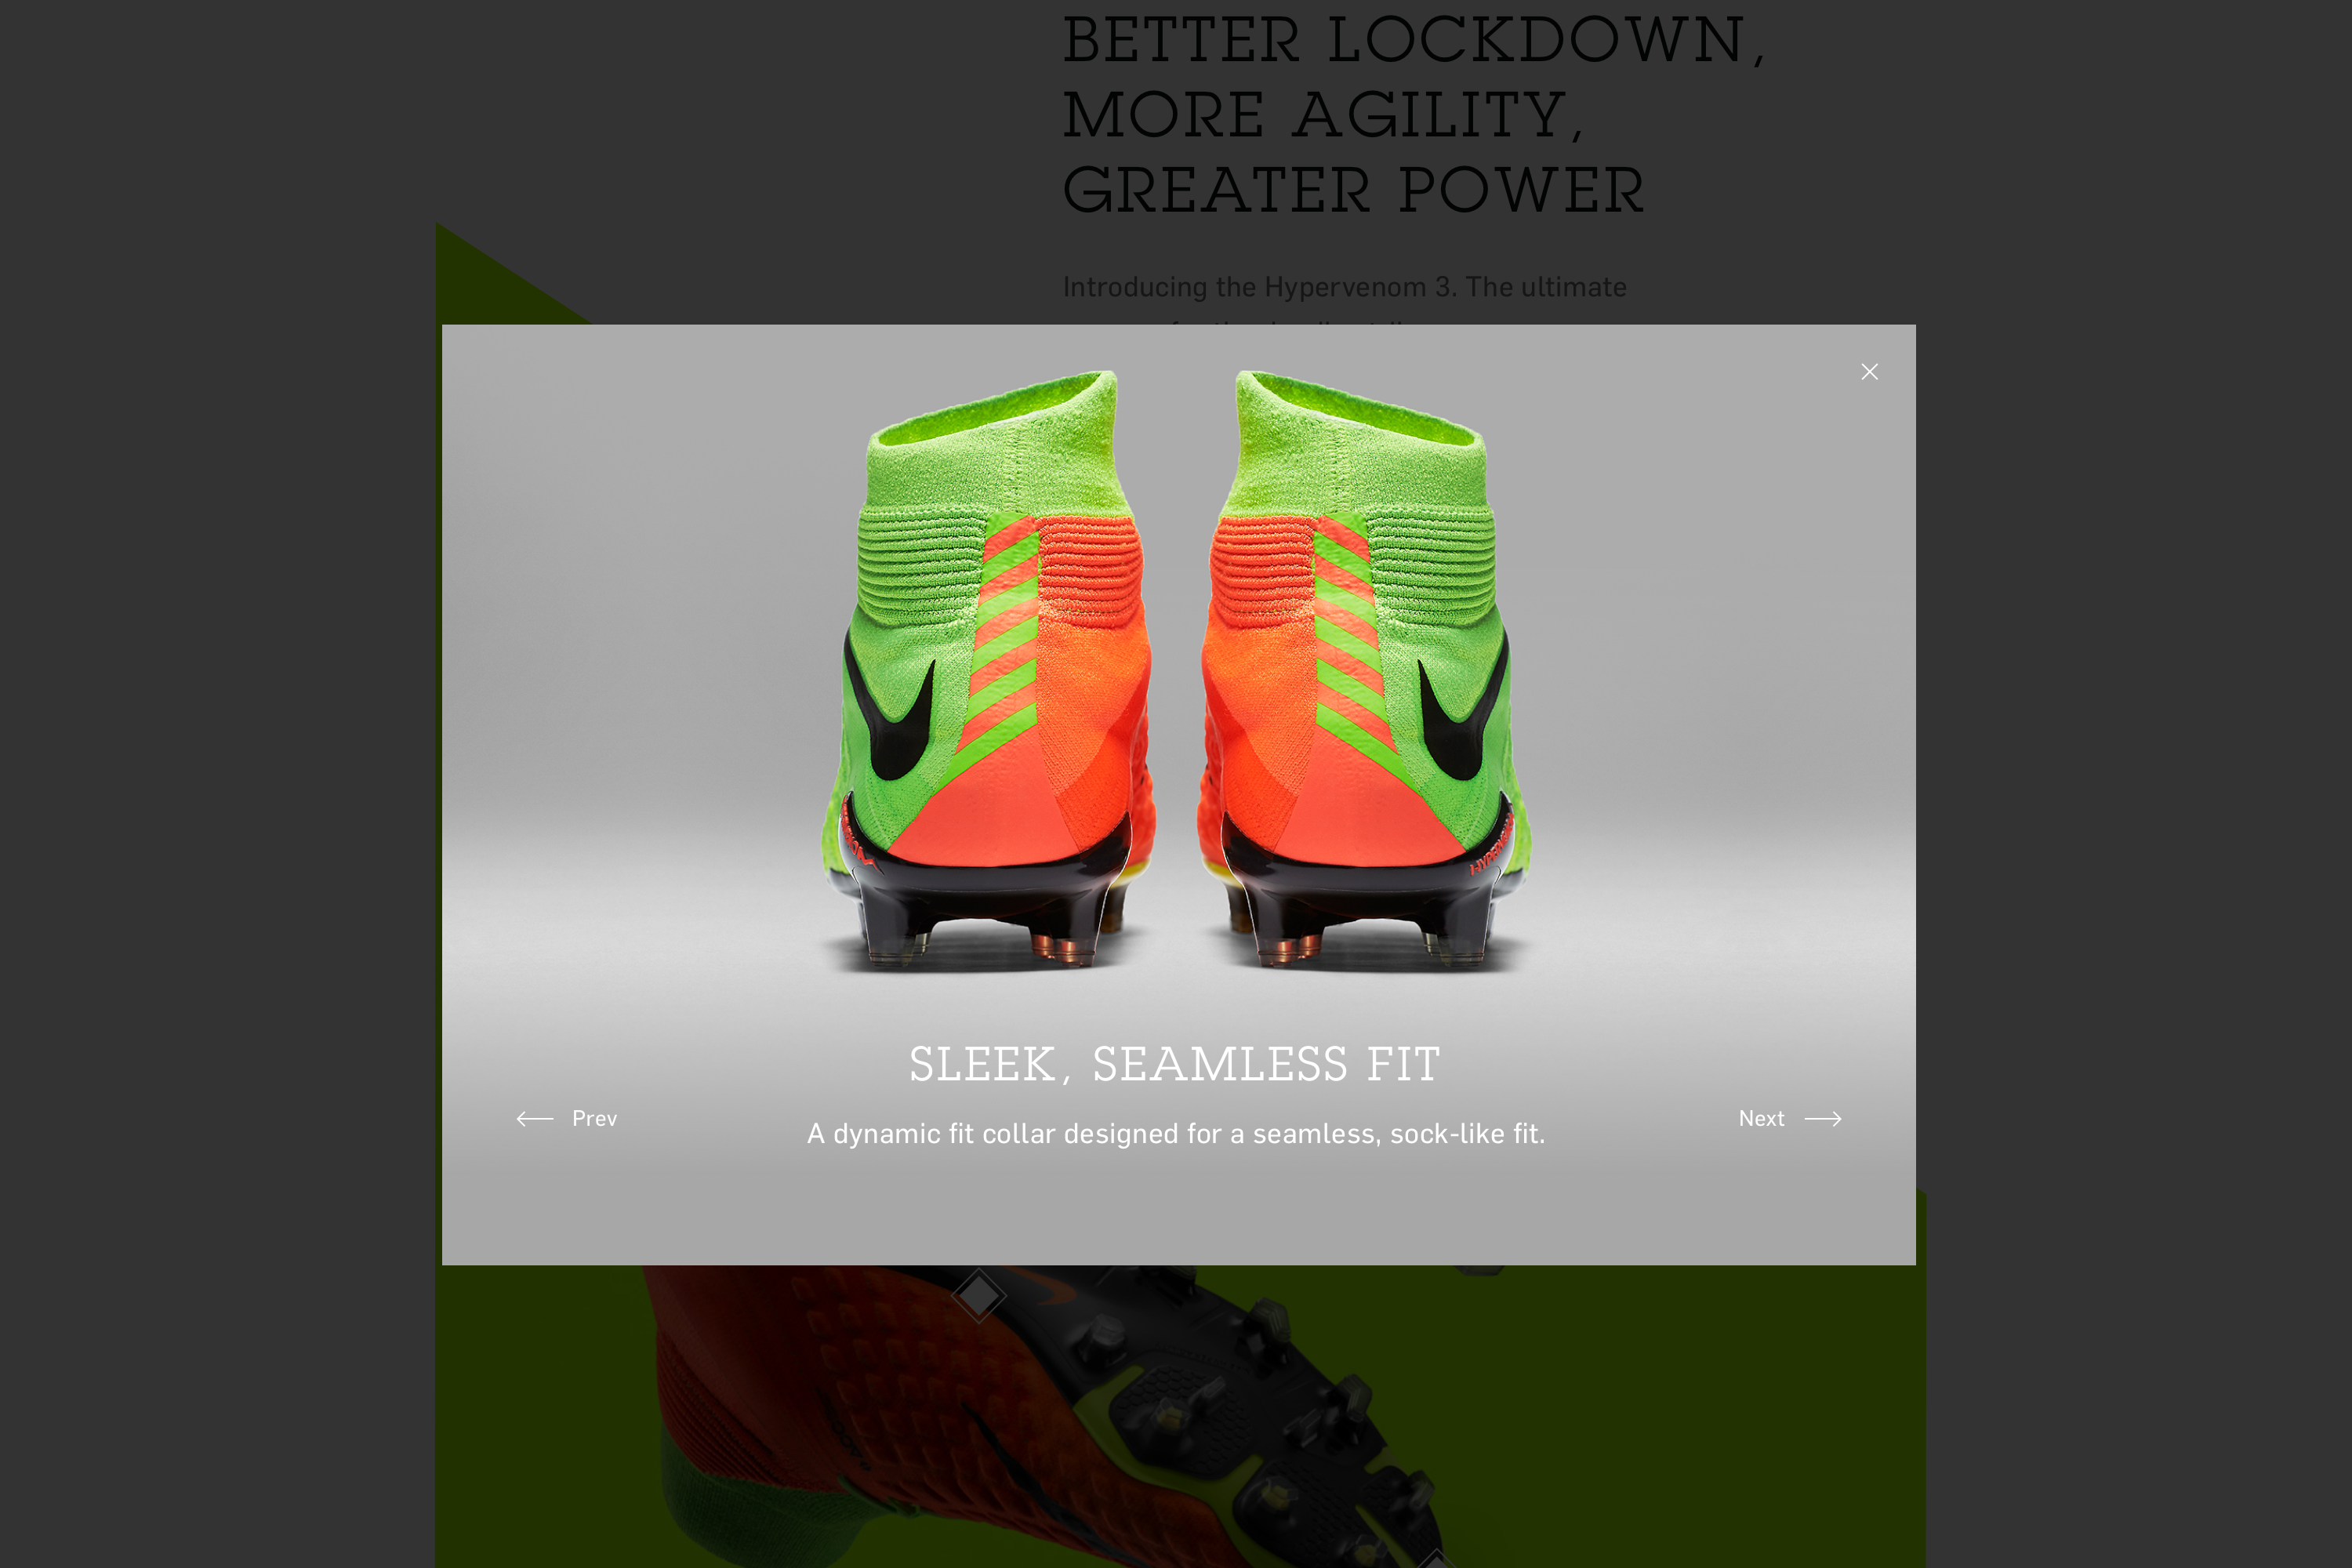 BETTER LOCKDOWN,
MORE AGILITY,
GREATER POWER
Introducing the Hypervenom 3. The ultimate
SLEEK, SEAMLESS FIT
Prev
A dynamic fit collar designed for a seamless, sock-like fit.
Next